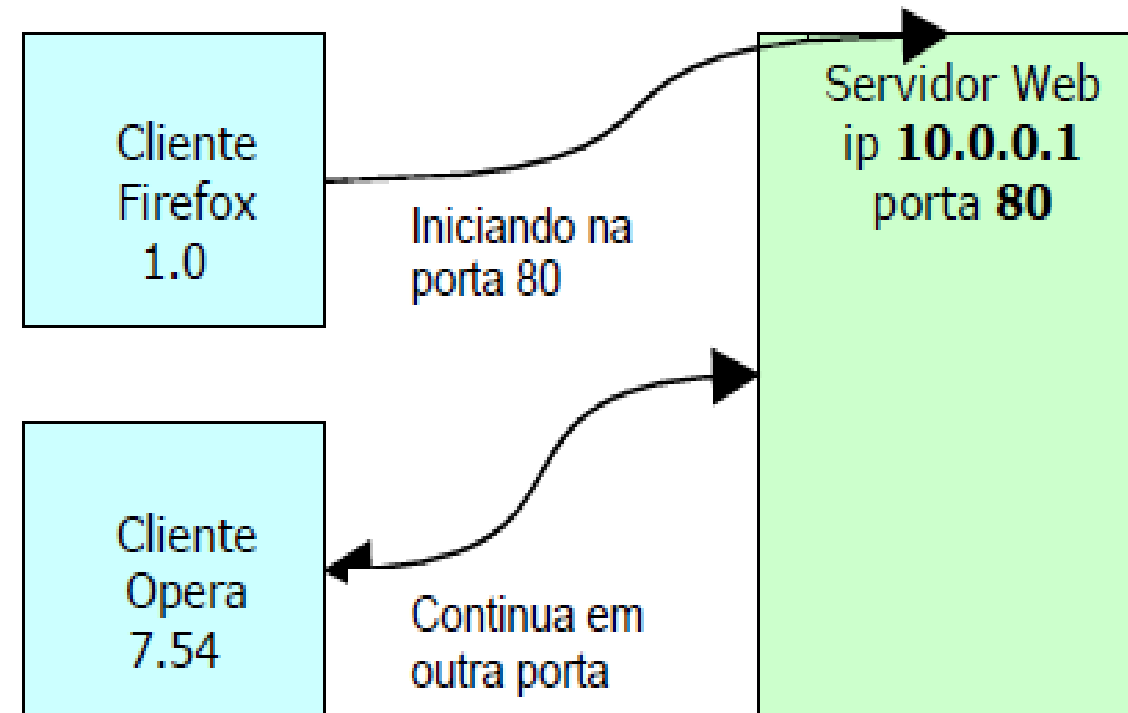 Cliente
Firefox
1.0
Iniciando na
porta 80
Servidor Web
ip 10.0.0.1
porta 80
Cliente
Opera
7.54
Continua em
outra porta